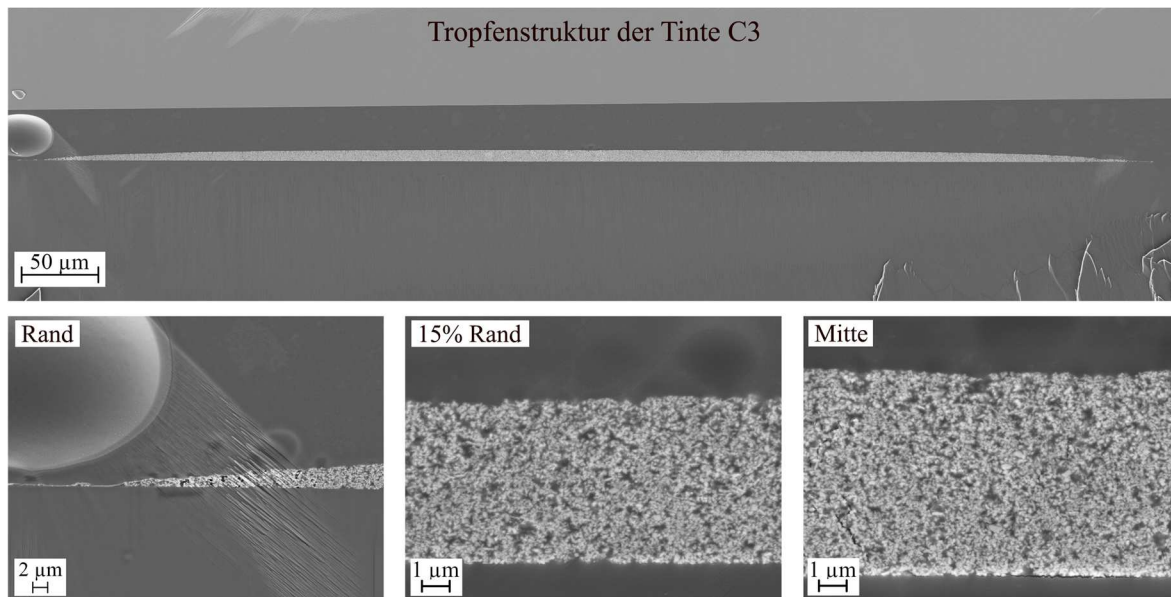 Tropfenstruktur der Tinte C3
50 µm
Rand
15% Rand
Mitte
2 µm
1 µm
1 µm